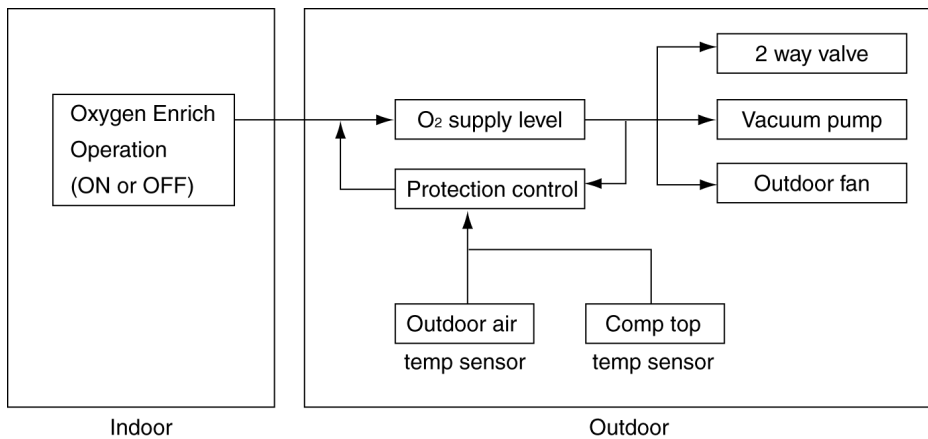 Oxygen Enrich
Operation
(ON or OFF)
O₂ supply level
Protection control
2 way valve
Vacuum pump
Outdoor fan
Outdoor air
temp sensor
Comp top
temp sensor
Indoor
Outdoor